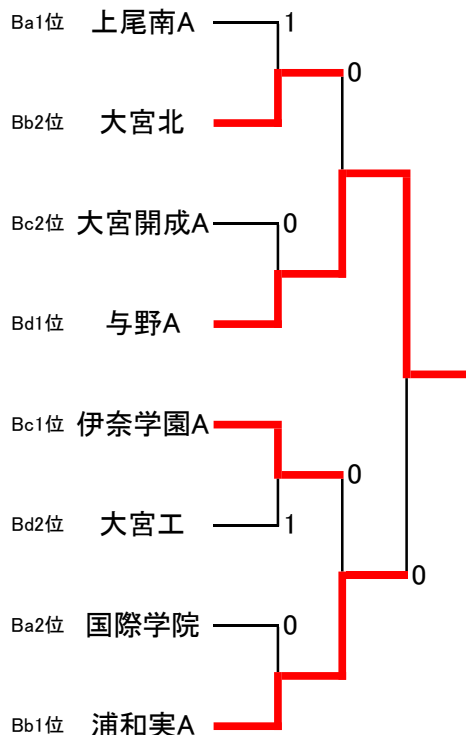 Ba1位 上尾南A 1
0
Bb2位 大宮北
Bc2位 大宮開成A 0
Bd1位 与野A
Bc1位 伊奈学園A
0
Bd2位 大宮工 1
0
Ba2位 国際学院 0
Bb1位 浦和実A